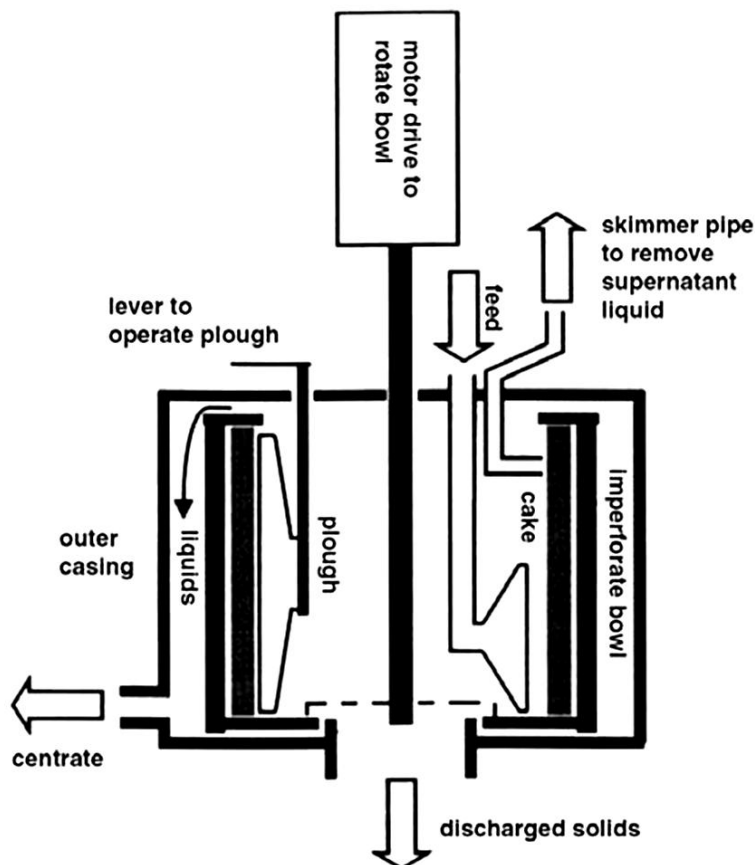 motor drive to
rotate bowl
skimmer pipe
to remove
supernatant
liquid
feed
lever to
operate plough
imperforate bowl
cake
plough
liquids
outer
casing
centrate
discharged solids